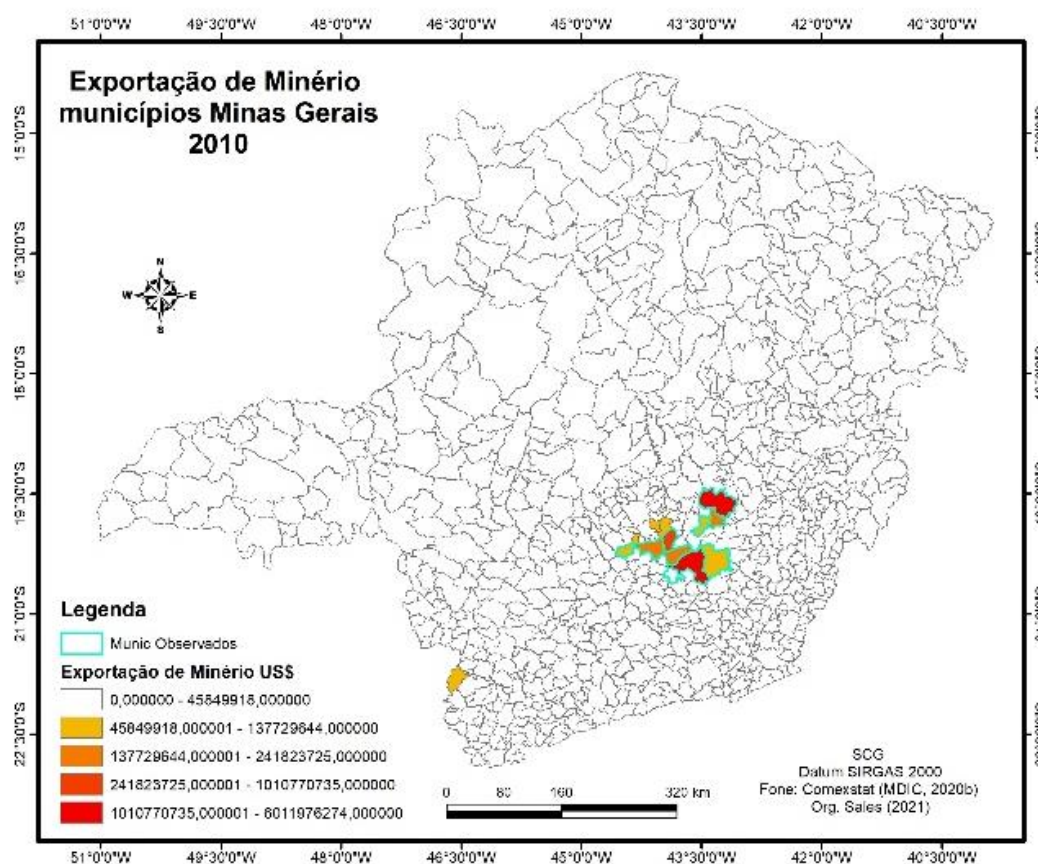 51°0'0"W 49°30'0"W 48°0'0"W 46°30'0"W 45°0'0"W 43°30'0"W 42°0'0"W 40°30'0"W
Exportação de Minério
municípios Minas Gerais
2010
15°0'0"S
16°30'0"S
18°0'0"S
19°30'0"S
21°0'0"S
22°30'0"S
N
W E
S
Legenda
Munic Observados
Exportação de Minério US$
0,000000 - 45849918,000000
45849918,000001 - 137729644,000000
137729644,000001 - 241823725,000000
241823725,000001 - 1010770735,000000
1010770735,000001 - 6011976274,000000
0 80 160 320 km
SCG
Datum SIRGAS 2000
Fone: Comexstat (MDIC, 2020b)
Org. Sales (2021)
51°0'0"W 49°30'0"W 48°0'0"W 46°30'0"W 45°0'0"W 43°30'0"W 42°0'0"W 40°30'0"W